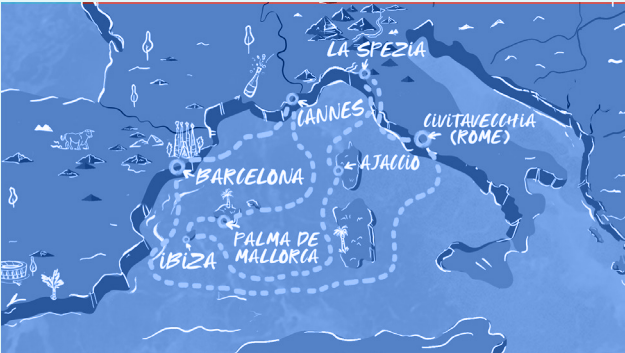 LA SPEZIA
CANNES
CIVITAVECCHIA
(ROME)
AJACCIO
BARCELONA
PALMA DE
MALLORCA
IBIZA